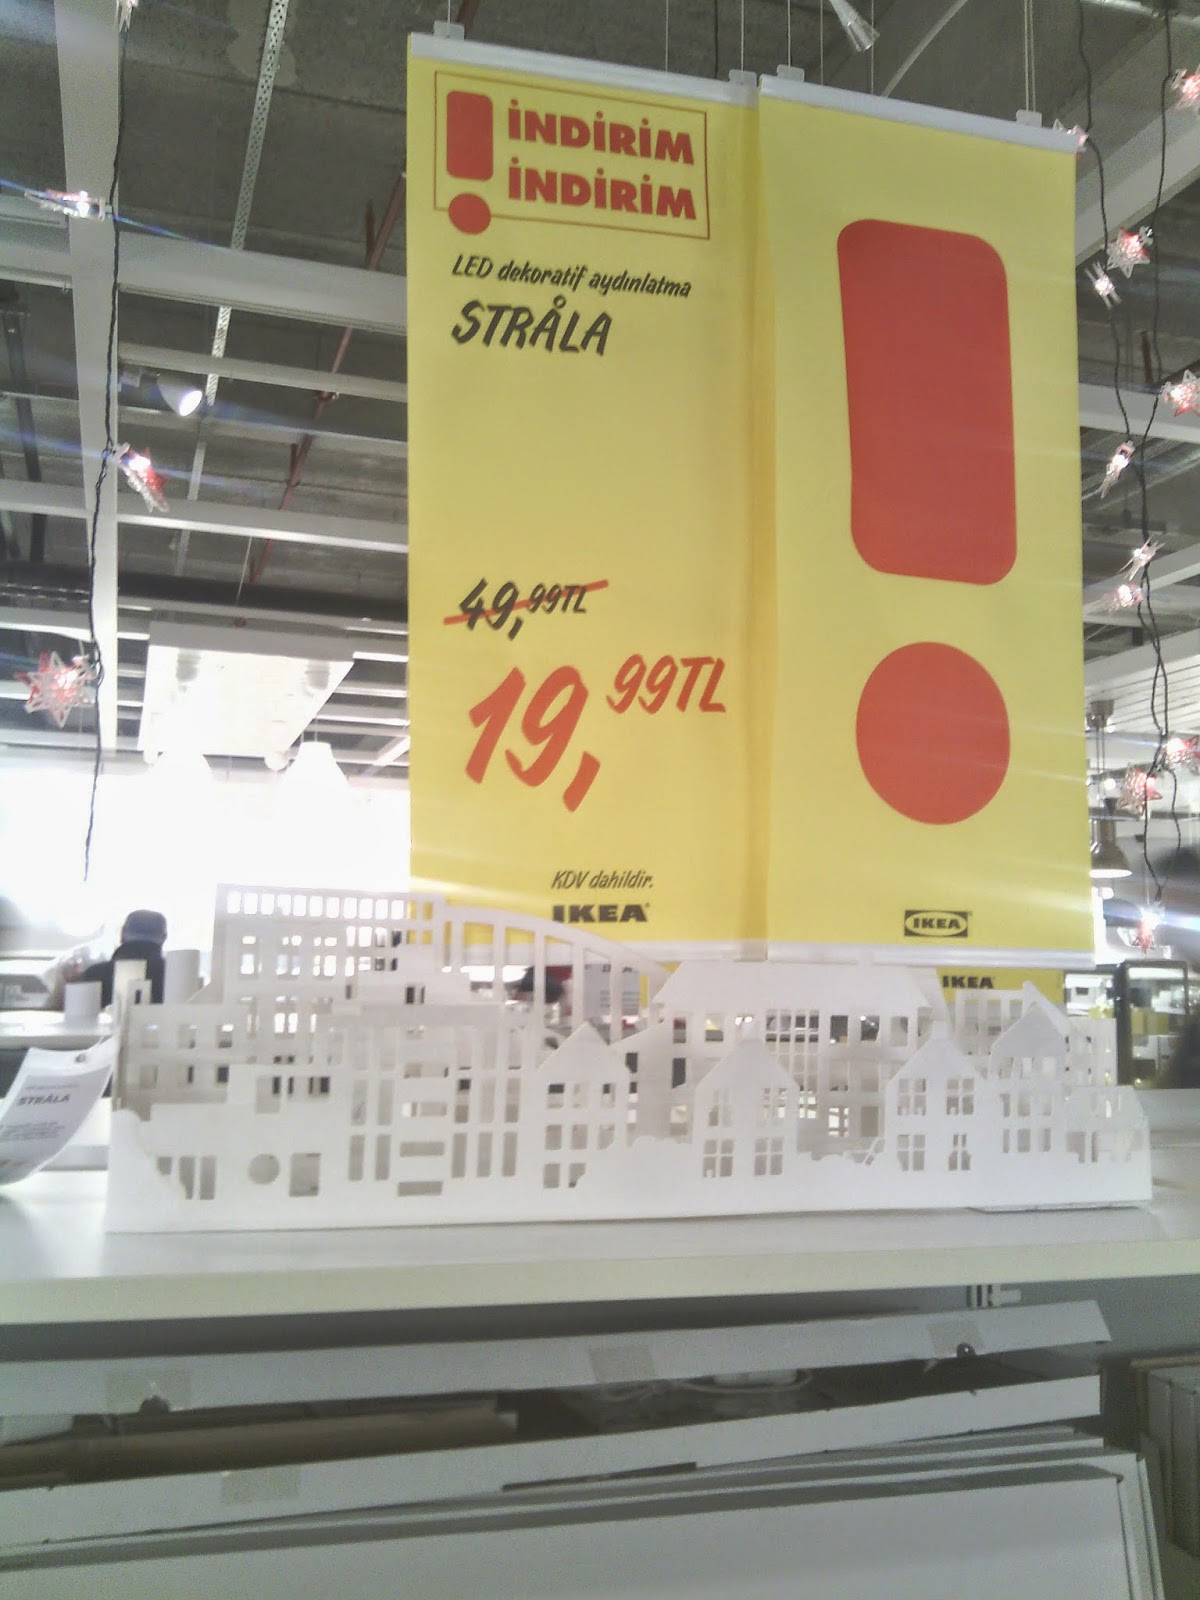 İNDİRİM
İNDİRİM
LED dekoratif aydınlatma
STRÅLA
49,99TL
19,99TL
KDV dahildir.
IKEA
IKEA
IKEA
STRÅLA